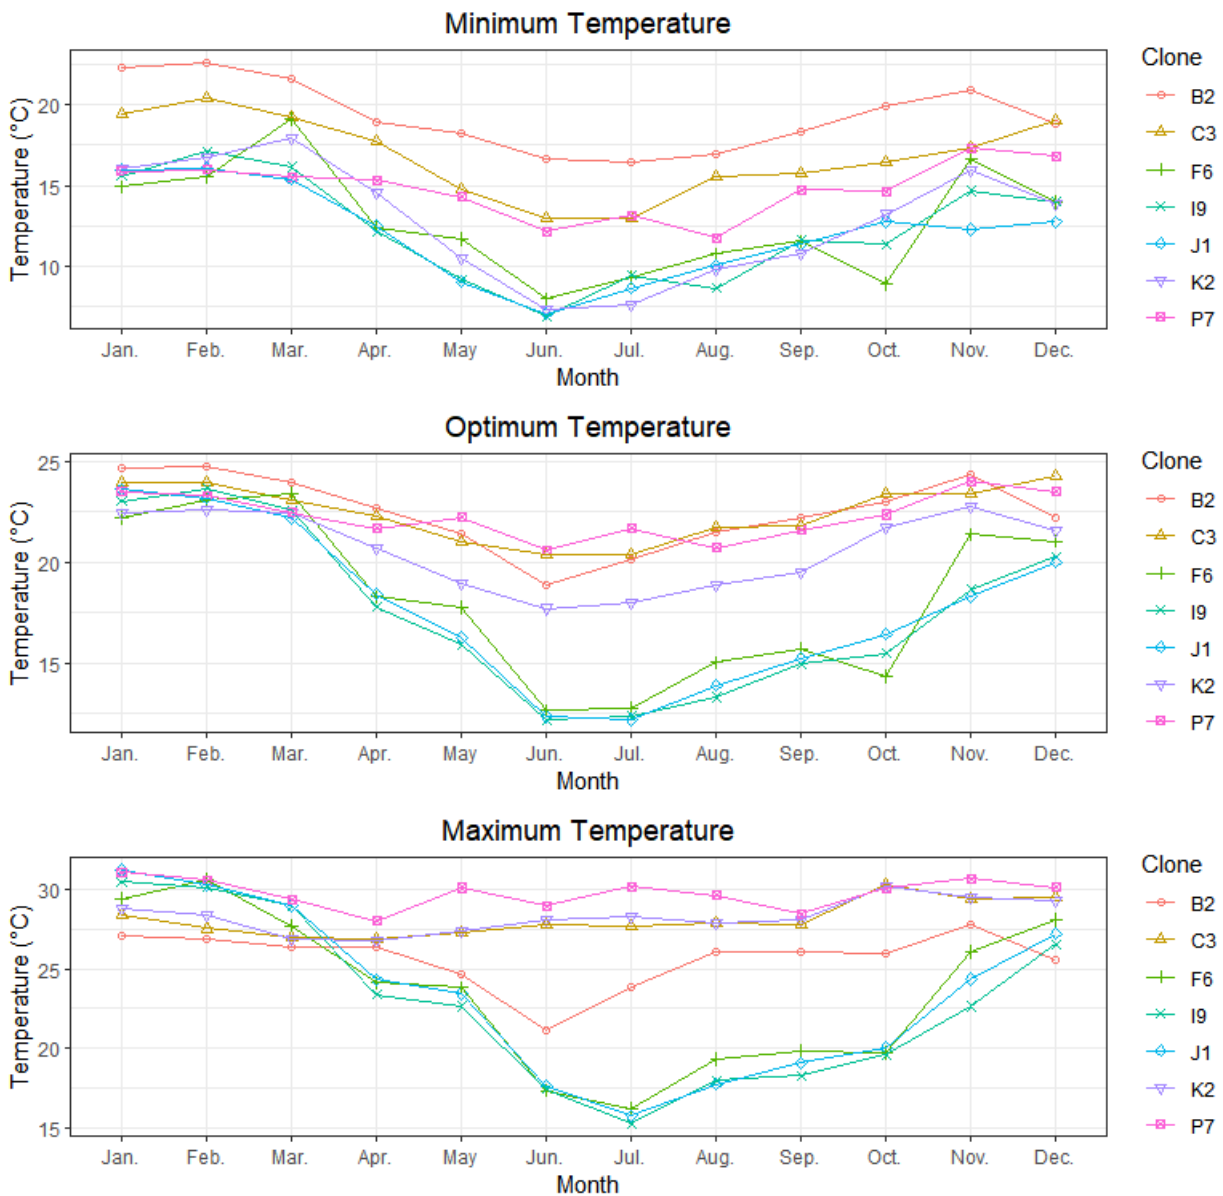 Minimum Temperature
Temperature (°C)
20
15
10
Jan. Feb. Mar. Apr. May Jun. Jul. Aug. Sep. Oct. Nov. Dec.
Month
Clone
B2
C3
F6
I9
J1
K2
P7
Optimum Temperature
Temperature (°C)
25
20
15
Jan. Feb. Mar. Apr. May Jun. Jul. Aug. Sep. Oct. Nov. Dec.
Month
Clone
B2
C3
F6
I9
J1
K2
P7
Maximum Temperature
Temperature (°C)
30
25
20
15
Jan. Feb. Mar. Apr. May Jun. Jul. Aug. Sep. Oct. Nov. Dec.
Month
Clone
B2
C3
F6
I9
J1
K2
P7